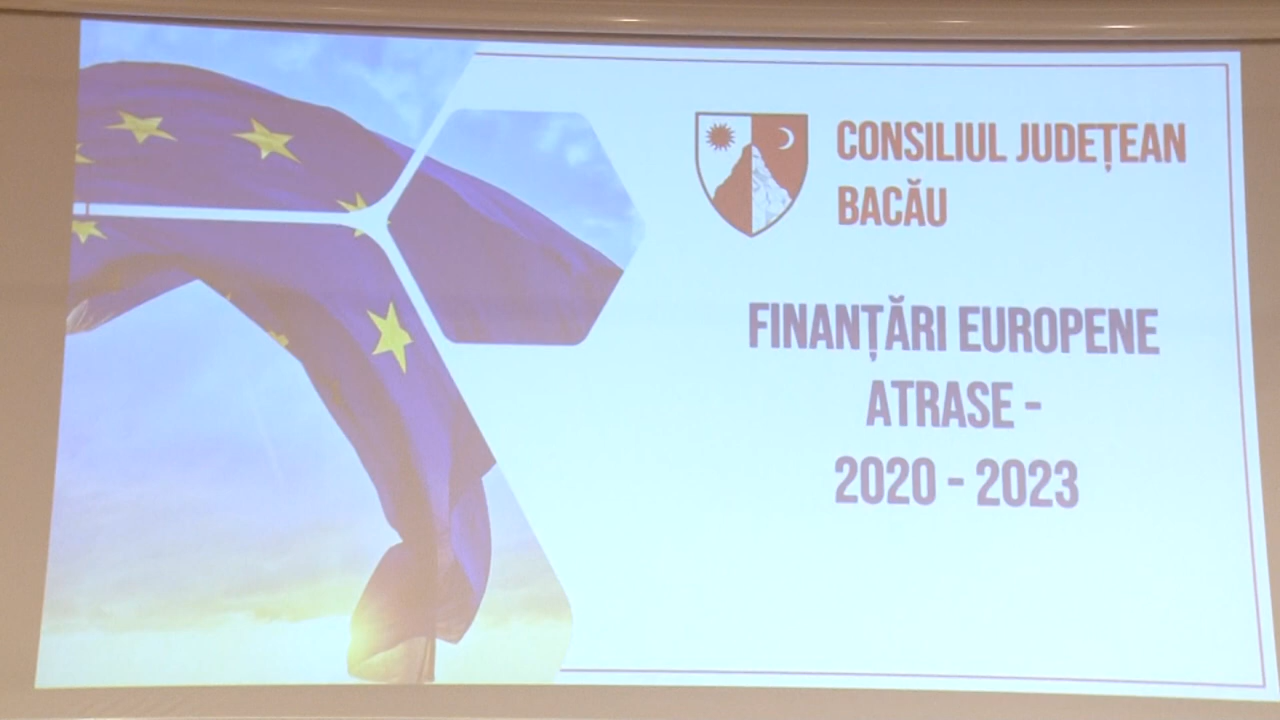 CONSILIUL JUDEȚEAN
BACĂU
FINANȚĂRI EUROPENE
ATRASE -
2020 - 2023